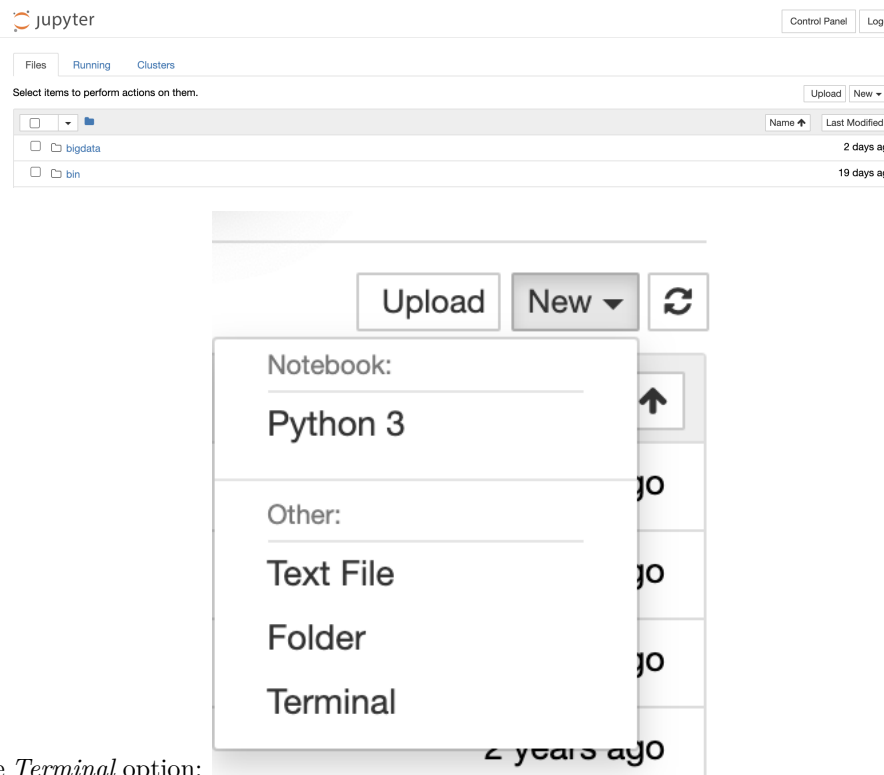 jupyter
Control Panel Log
Files Running Clusters
Select items to perform actions on them. Upload New
Name Last Modified
bigdata 2 days ag
bin 19 days ag
Upload New
Notebook:
Python 3
go
Other:
Text File go
Folder
go
Terminal
2 years ago
Terminal option: